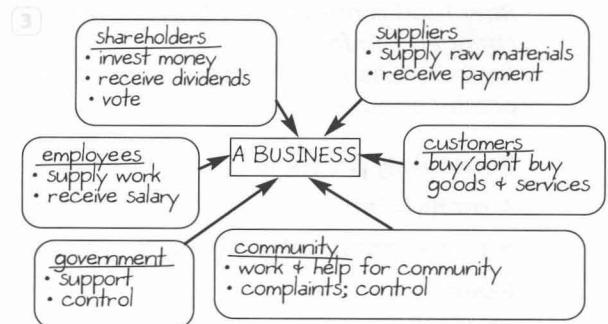 3
shareholders
• invest money
• receive dividends
• vote
suppliers
• supply raw materials
• receive payment
employees
• supply work
• receive salary
A BUSINESS
customers
• buy/don't buy
goods & services
government
• support
• control
community
• work & help for community
• complaints; control